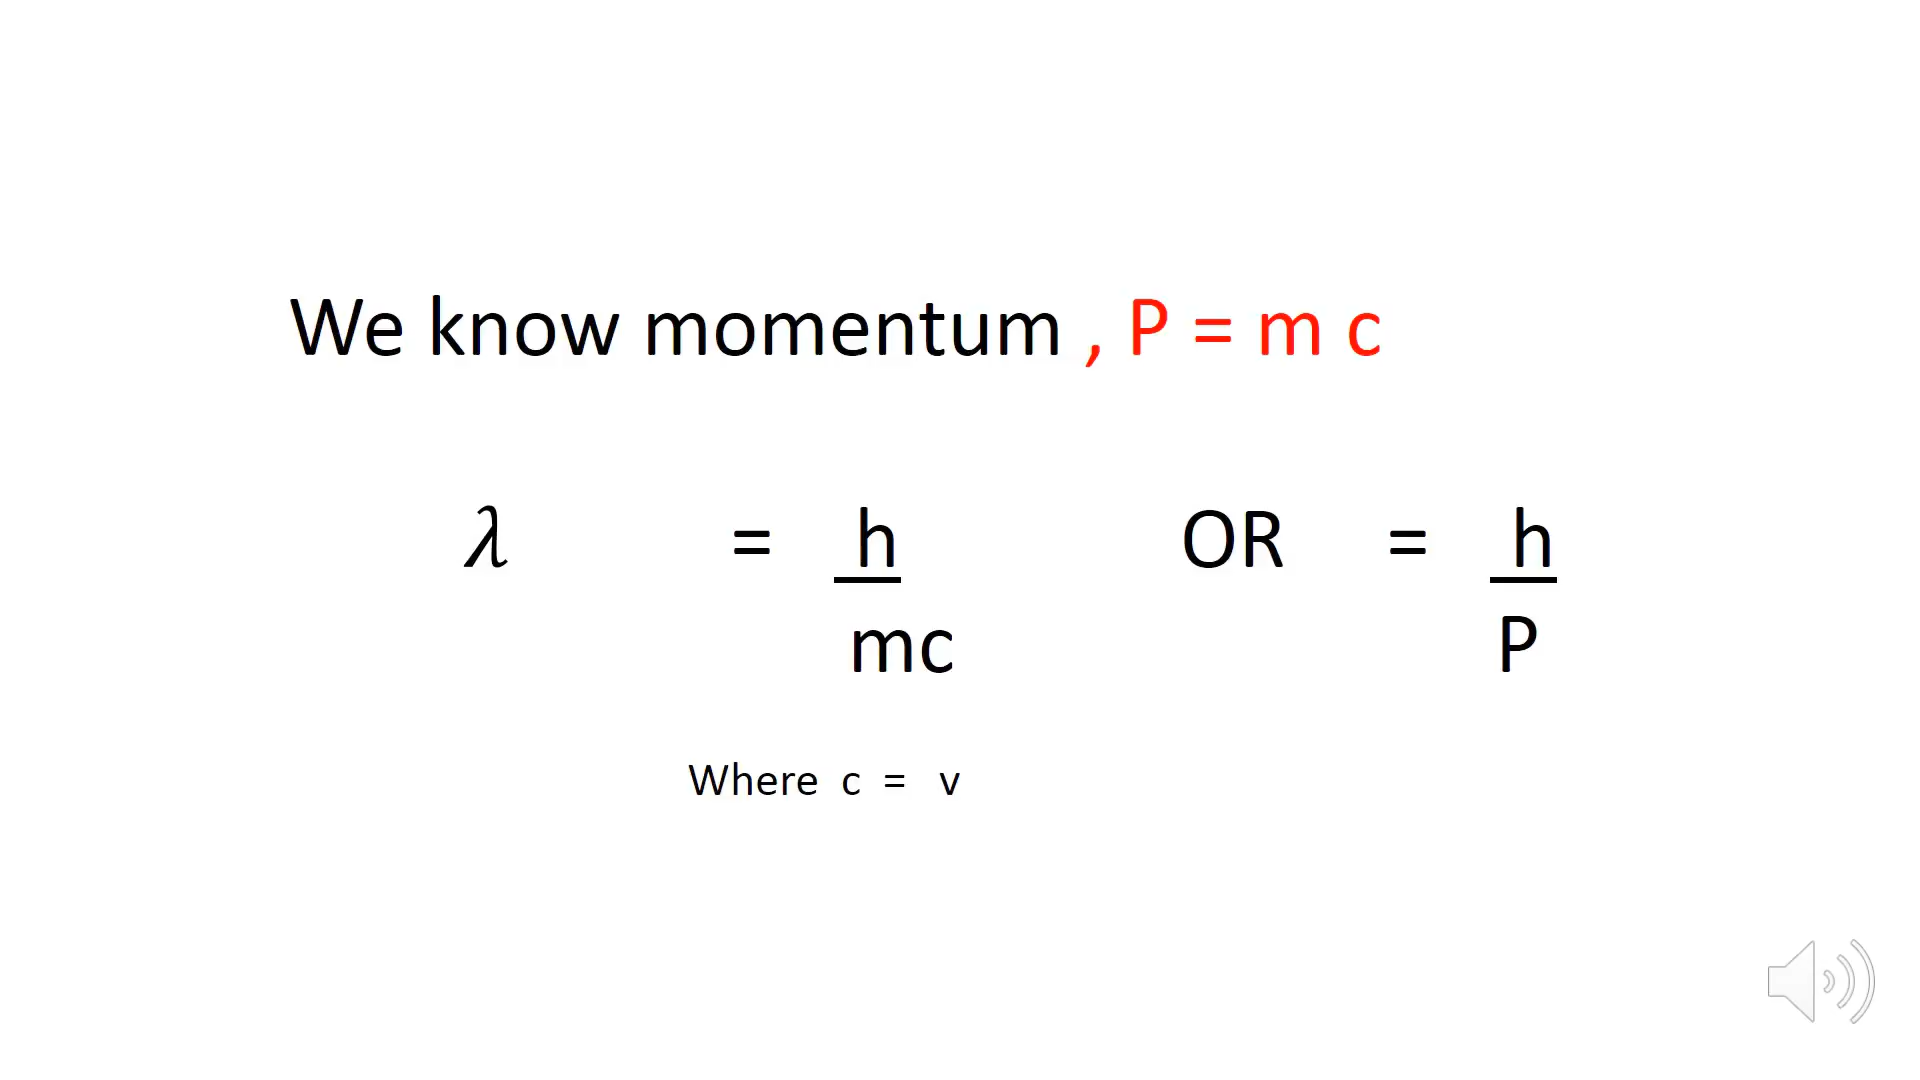 We know momentum , P = m c
λ = h OR = h
mc P
Where c = v